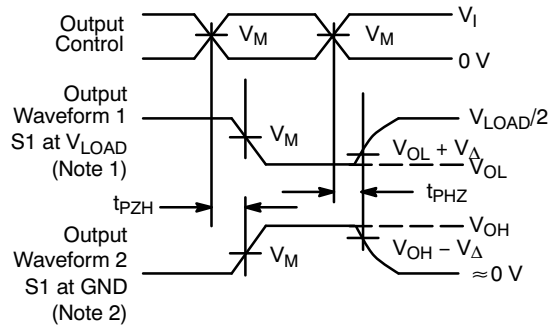 Output
Control
V_M
V_M
V_I
0 V
Output
Waveform 1
S1 at V_LOAD
(Note 1)
V_M
V_LOAD/2
V_OL + V_Δ
V_OL
t_PZH
t_PHZ
Output
Waveform 2
S1 at GND
(Note 2)
V_M
V_OH
V_OH − V_Δ
≈0 V